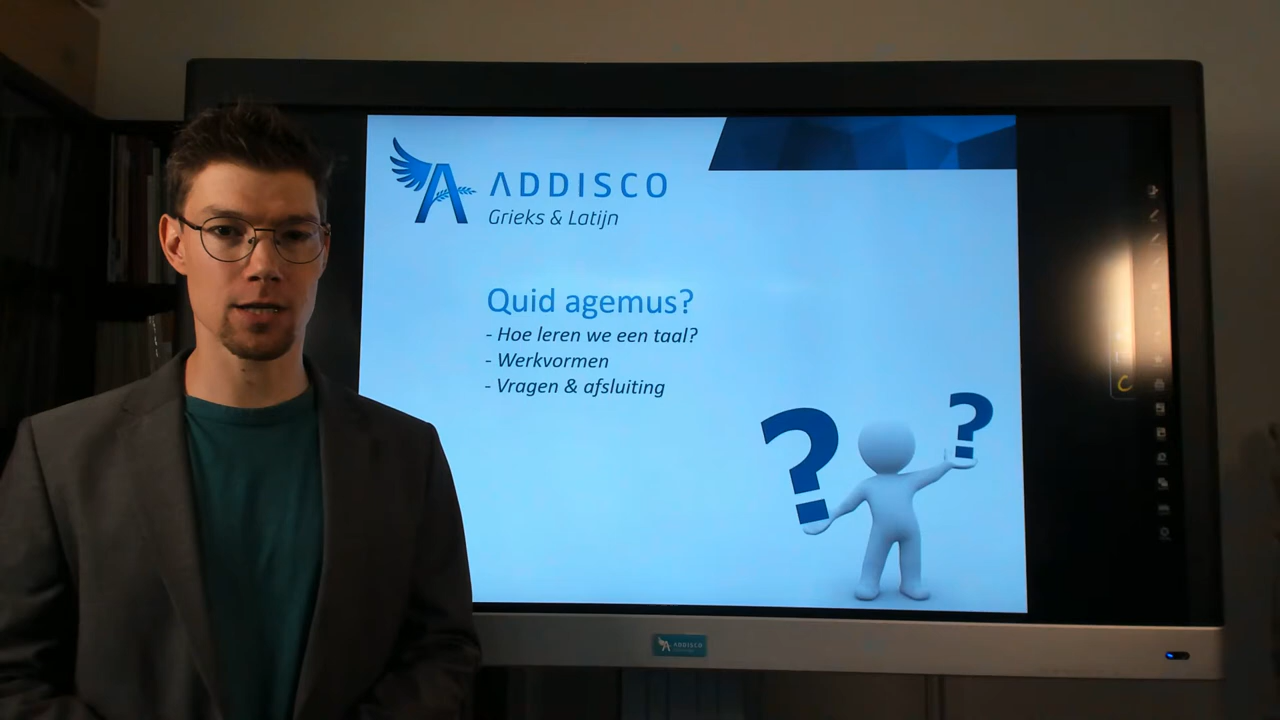 ADDISCO
Grieks & Latijn
Quid agemus?
- Hoe leren we een taal?
- Werkvormen
- Vragen & afsluiting
? ?
ADDISCO